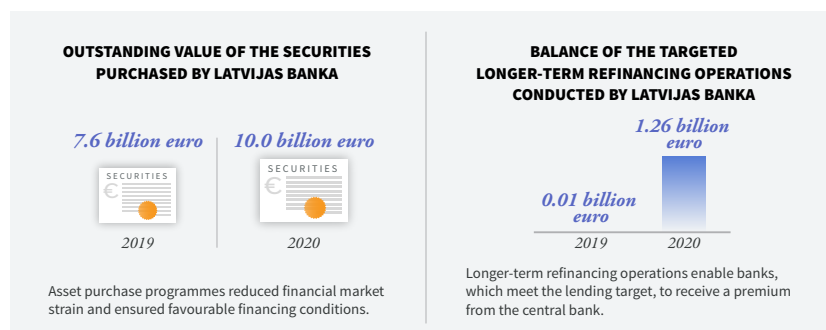 OUTSTANDING VALUE OF THE SECURITIES
PURCHASED BY LATVIJAS BANKA
7.6 billion euro
10.0 billion euro
SECURITIES
€
SECURITIES
€
2019
2020
Asset purchase programmes reduced financial market
strain and ensured favourable financing conditions.
BALANCE OF THE TARGETED
LONGER-TERM REFINANCING OPERATIONS
CONDUCTED BY LATVIJAS BANKA
1.26 billion
euro
0.01 billion
euro
2019
2020
Longer-term refinancing operations enable banks,
which meet the lending target, to receive a premium
from the central bank.